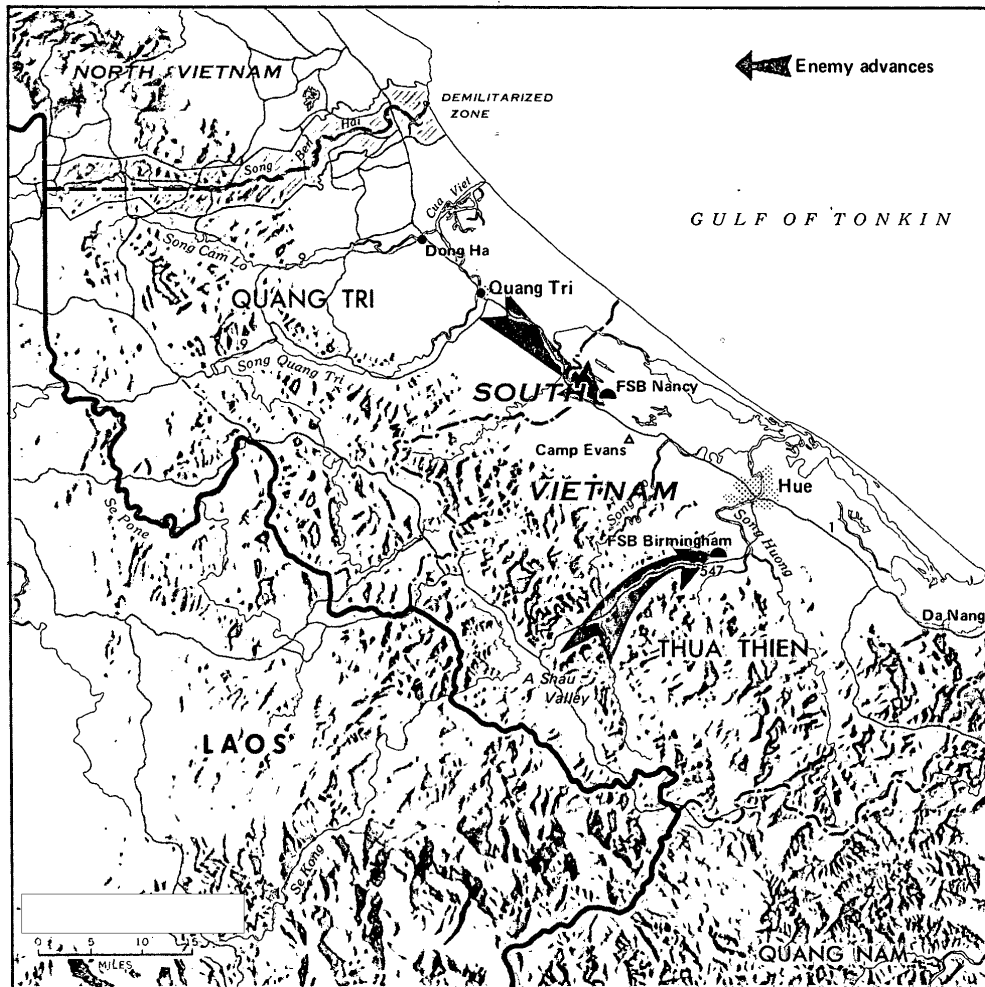 NORTH VIETNAM
Enemy advances
DEMILITARIZED
ZONE
Song Ben Hai
Cua Viet
GULF OF TONKIN
Song Cam Lo
Dong Ha
QUANG TRI
Quang Tri
9
Song Quang Tri
SOUTH
FSB Nancy
Camp Evans
VIETNAM
Hue
Song
Se Pone
FSB Birmingham
Song Huong
1
547
Da Nang
THUA THIEN
A Shau
Valley
LAOS
Se Kong
0 5 10 15
MILES
QUANG NAM